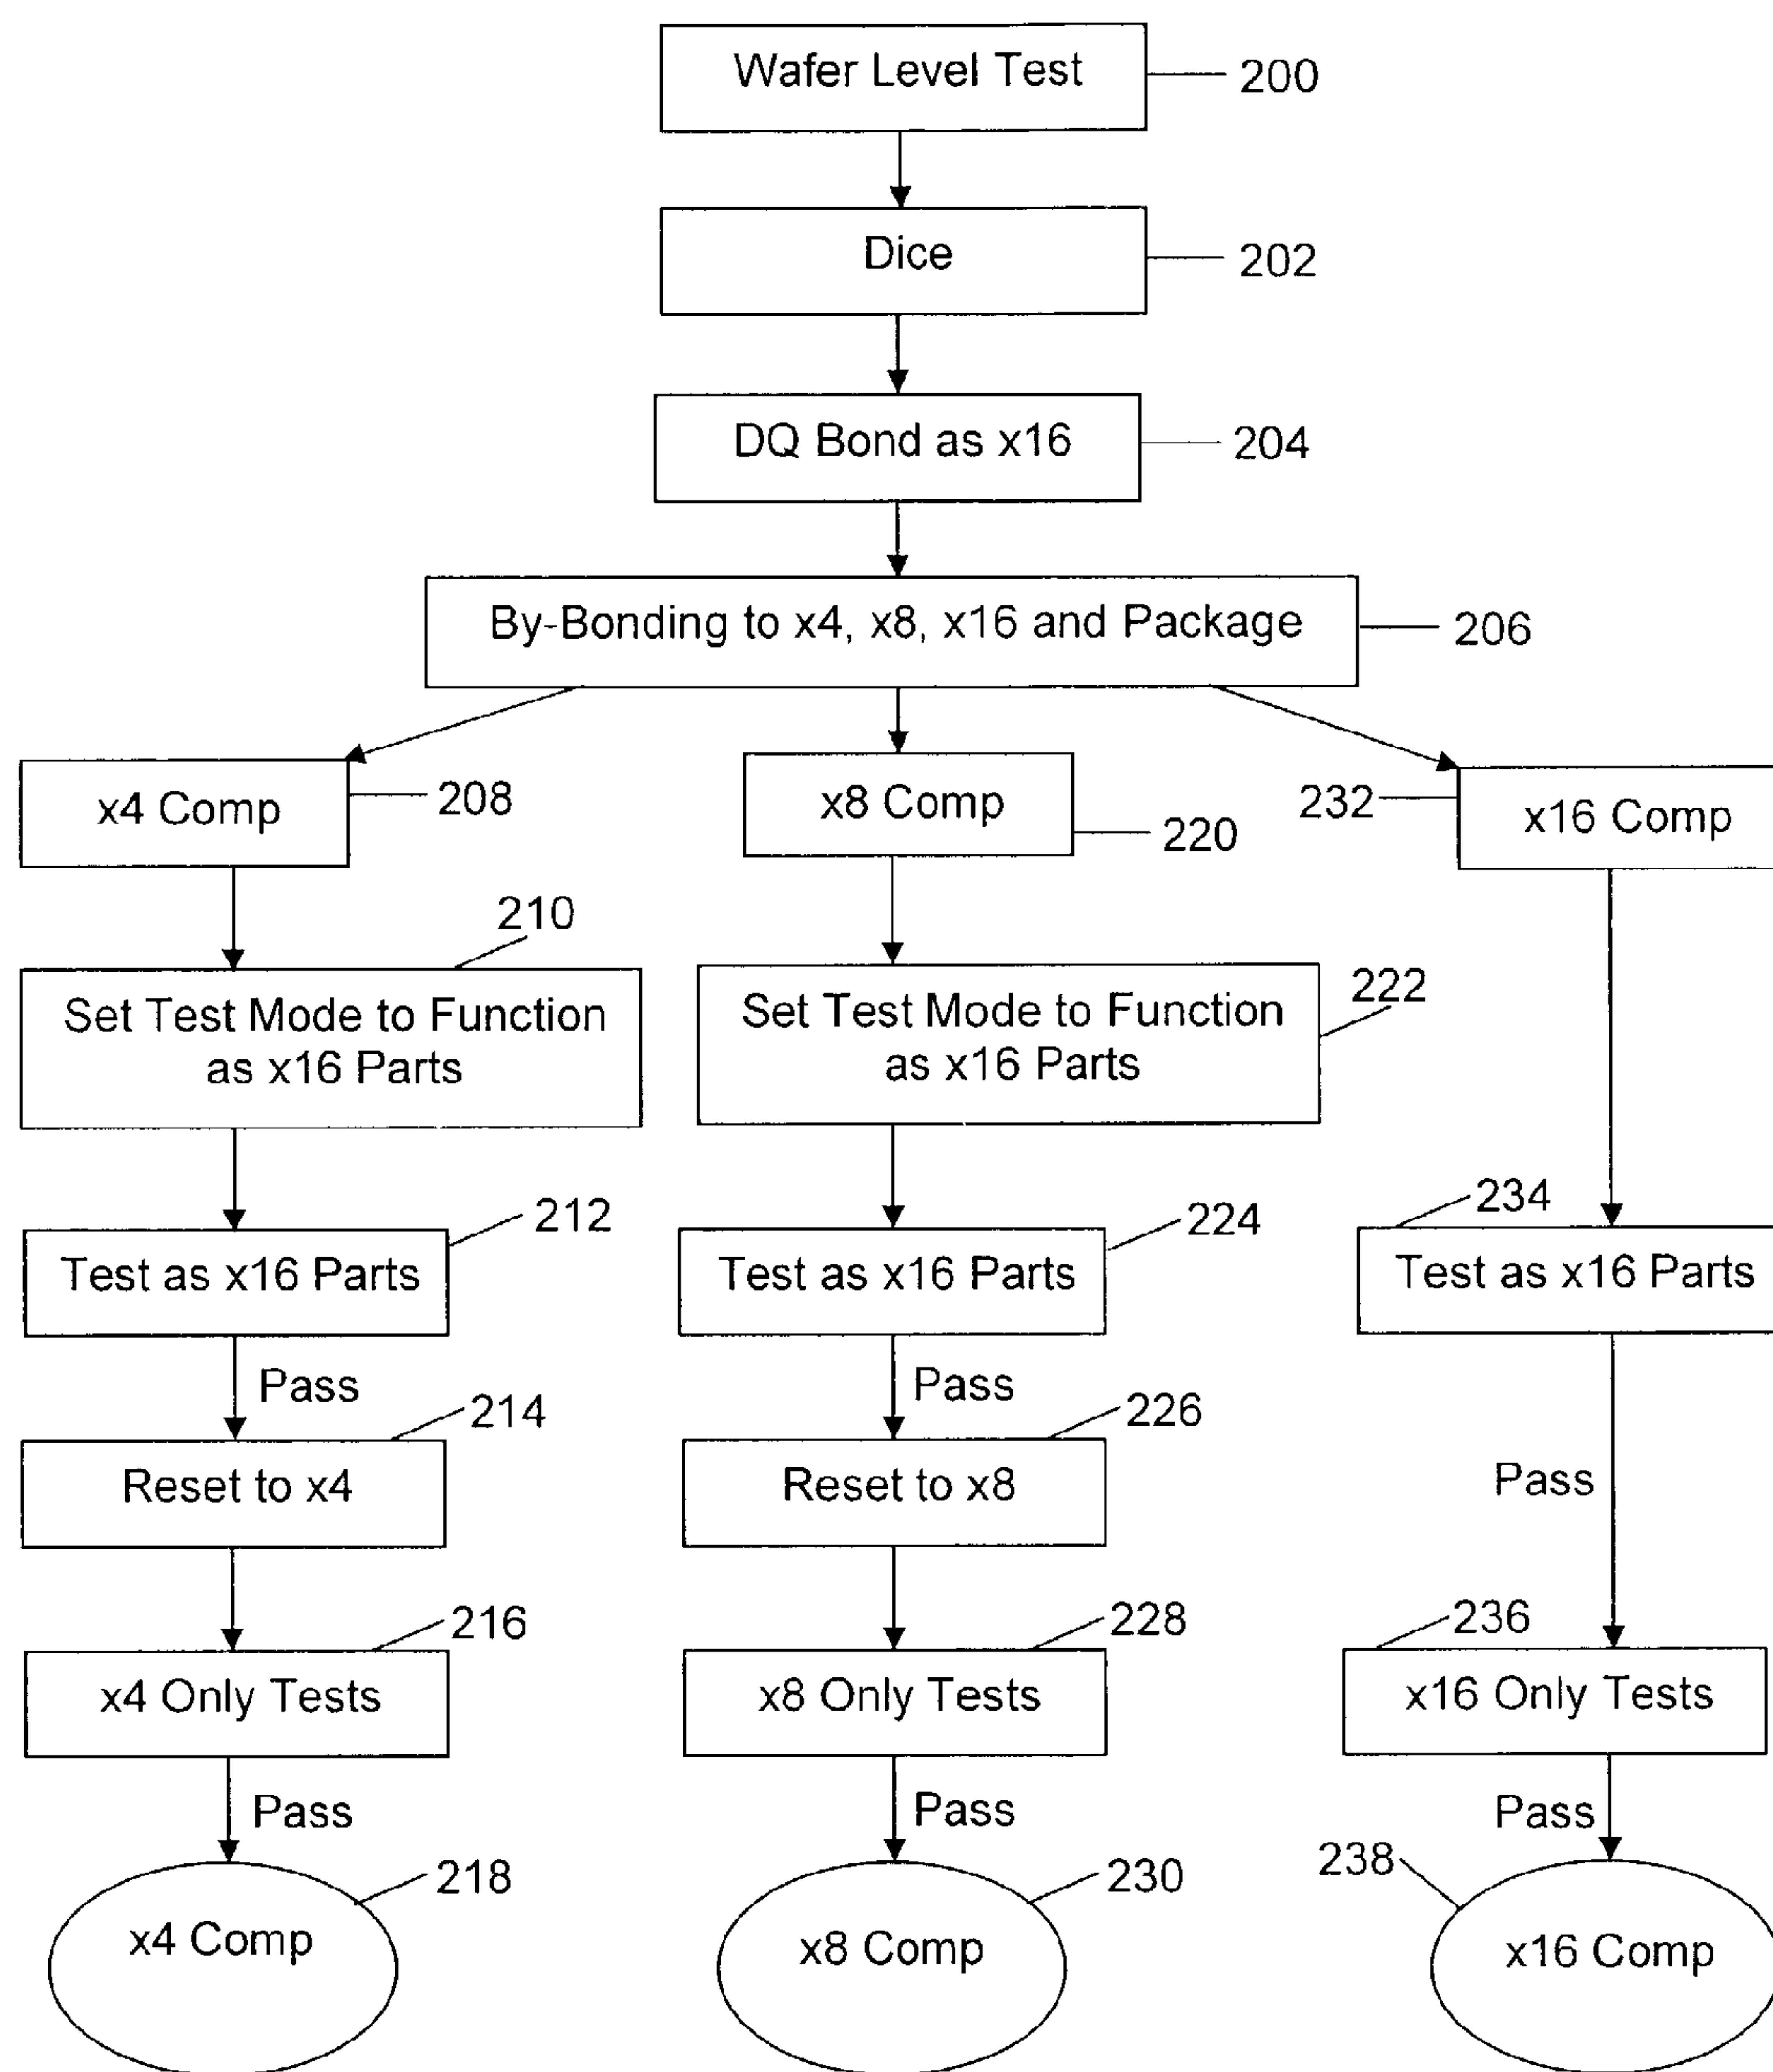 Wafer Level Test
200
Dice
202
DQ Bond as x16
204
By-Bonding to x4, x8, x16 and Package
206
x4 Comp
208
x8 Comp
220
232
x16 Comp
210
Set Test Mode to Function
as x16 Parts
222
Set Test Mode to Function
as x16 Parts
212
Test as x16 Parts
224
Test as x16 Parts
234
Test as x16 Parts
Pass
214
Reset to x4
Pass
226
Reset to x8
Pass
216
x4 Only Tests
228
x8 Only Tests
236
x16 Only Tests
Pass
Pass
Pass
218
x4 Comp
230
x8 Comp
238
x16 Comp